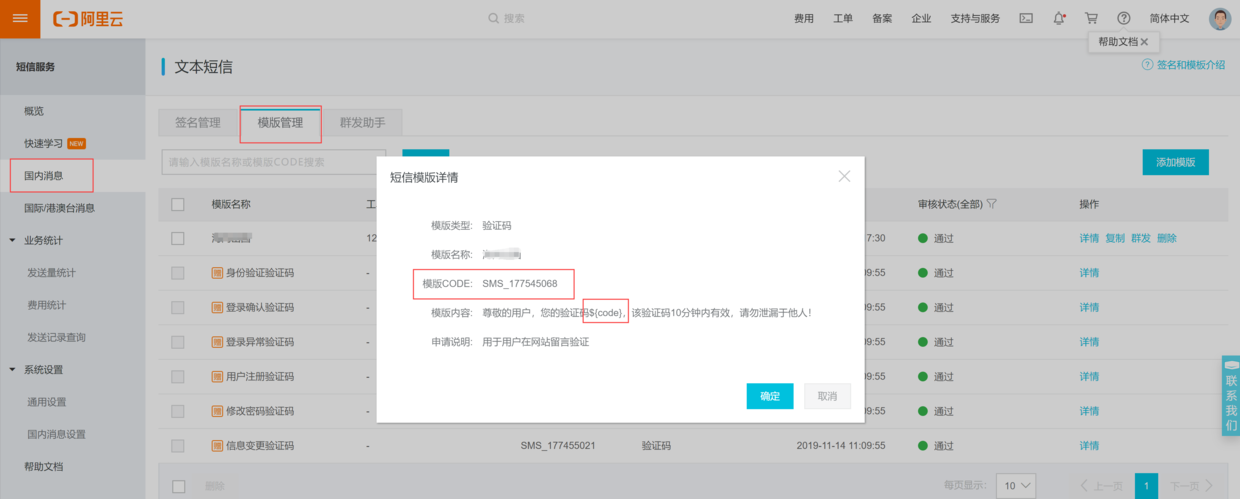 阿里云
搜索
费用 工单 备案 企业 支持与服务 简体中文
帮助文档
短信服务
文本短信
签名和模板介绍
概览
快速学习 NEW
国内消息
国际/港澳台消息
业务统计
发送量统计
费用统计
发送记录查询
系统设置
通用设置
国内消息设置
帮助文档
签名管理 模版管理 群发助手
请输入模版名称或模版CODE搜索
添加模版
模版名称 工 审核状态(全部) 操作
12 7:30 通过 详情 复制 群发 删除
赠 身份验证验证码 - 09:55 通过 详情
赠 登录确认验证码 - 09:55 通过 详情
赠 登录异常验证码 - 09:55 通过 详情
赠 用户注册验证码 - 09:55 通过 详情
赠 修改密码验证码 - 09:55 通过 详情
赠 信息变更验证码 - SMS_177455021 验证码 2019-11-14 11:09:55 通过 详情
删除 每页显示: 10 上一页 1 下一页
短信模版详情
模版类型: 验证码
模版名称:
模版CODE: SMS_177545068
模版内容: 尊敬的用户，您的验证码${code}，该验证码10分钟内有效，请勿泄漏于他人！
申请说明: 用于用户在网站留言验证
确定 取消
联系我们